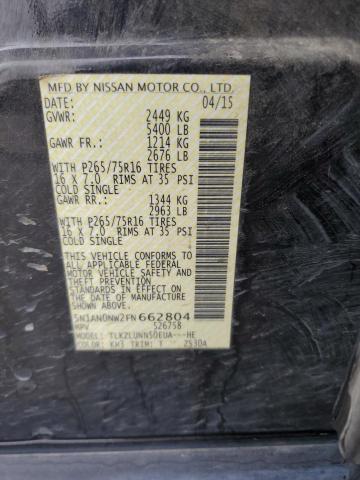 MFD BY NISSAN MOTOR CO., LTD.
DATE: 04/15
GVWR: 2449 KG
5400 LB
GAWR FR.: 1214 KG
2676 LB
WITH P265/75R16 TIRES
16 X 7.0 RIMS AT 35 PSI
COLD SINGLE
GAWR RR.: 1344 KG
2963 LB
WITH P265/75R16 TIRES
16 X 7.0 RIMS AT 35 PSI
COLD SINGLE
THIS VEHICLE CONFORMS TO
ALL APPLICABLE FEDERAL
MOTOR VEHICLE SAFETY AND
THEFT PREVENTION
STANDARDS IN EFFECT ON
THE DATE OF MANUFACTURE
SHOWN ABOVE.
5N1AN0NW2FN662804
MPV 526758
MODEL: TLKZLUNN50EUA---HE
COLOR: KH3 TRIM: T
ZS30A